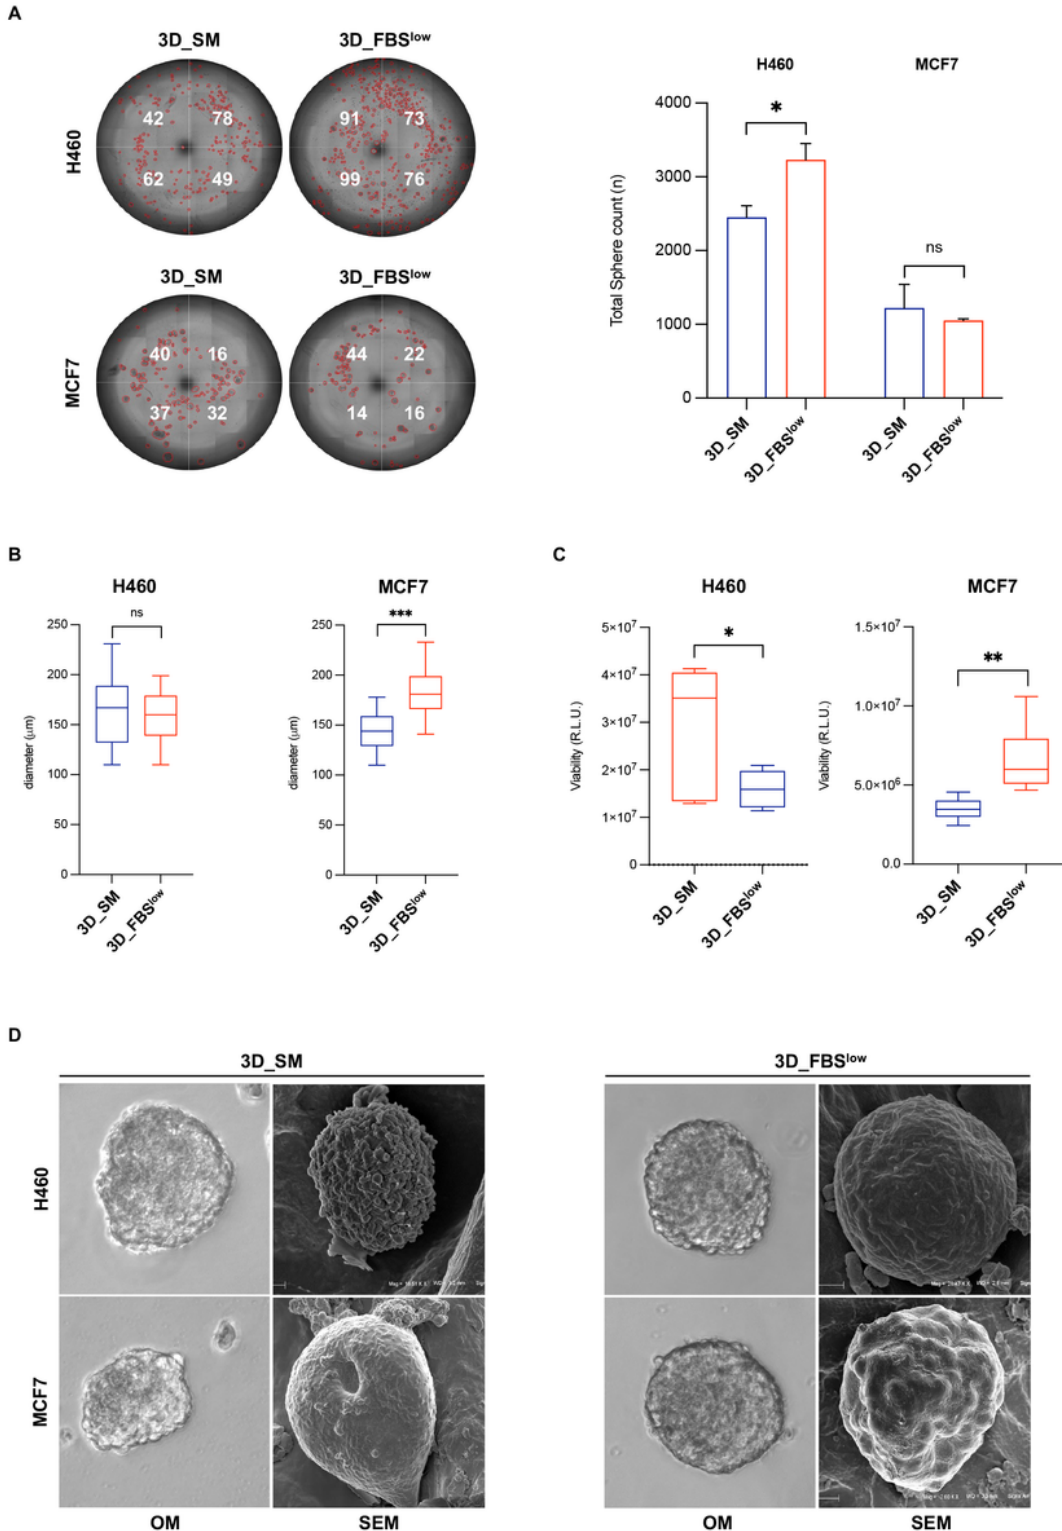 A
3D_SM 3D_FBSlow
H460
42 78
62 49
91 73
99 76
3D_SM 3D_FBSlow
MCF7
40 16
37 32
44 22
14 16
H460 MCF7
Total Sphere count (n)
4000
3000
2000
1000
0
*
ns
3D_SM
3D_FBSlow
3D_SM
3D_FBSlow
B
H460
ns
diameter (μm)
250
200
150
100
50
0
3D_SM
3D_FBSlow
MCF7
***
diameter (μm)
250
200
150
100
50
0
3D_SM
3D_FBSlow
C
H460
*
Viability (R.L.U.)
5×10⁷
4×10⁷
3×10⁷
2×10⁷
1×10⁷
0
3D_SM
3D_FBSlow
MCF7
**
Viability (R.L.U.)
1.5×10⁷
1.0×10⁷
5.0×10⁶
0.0
3D_SM
3D_FBSlow
D
3D_SM 3D_FBSlow
H460
MCF7
OM SEM OM SEM